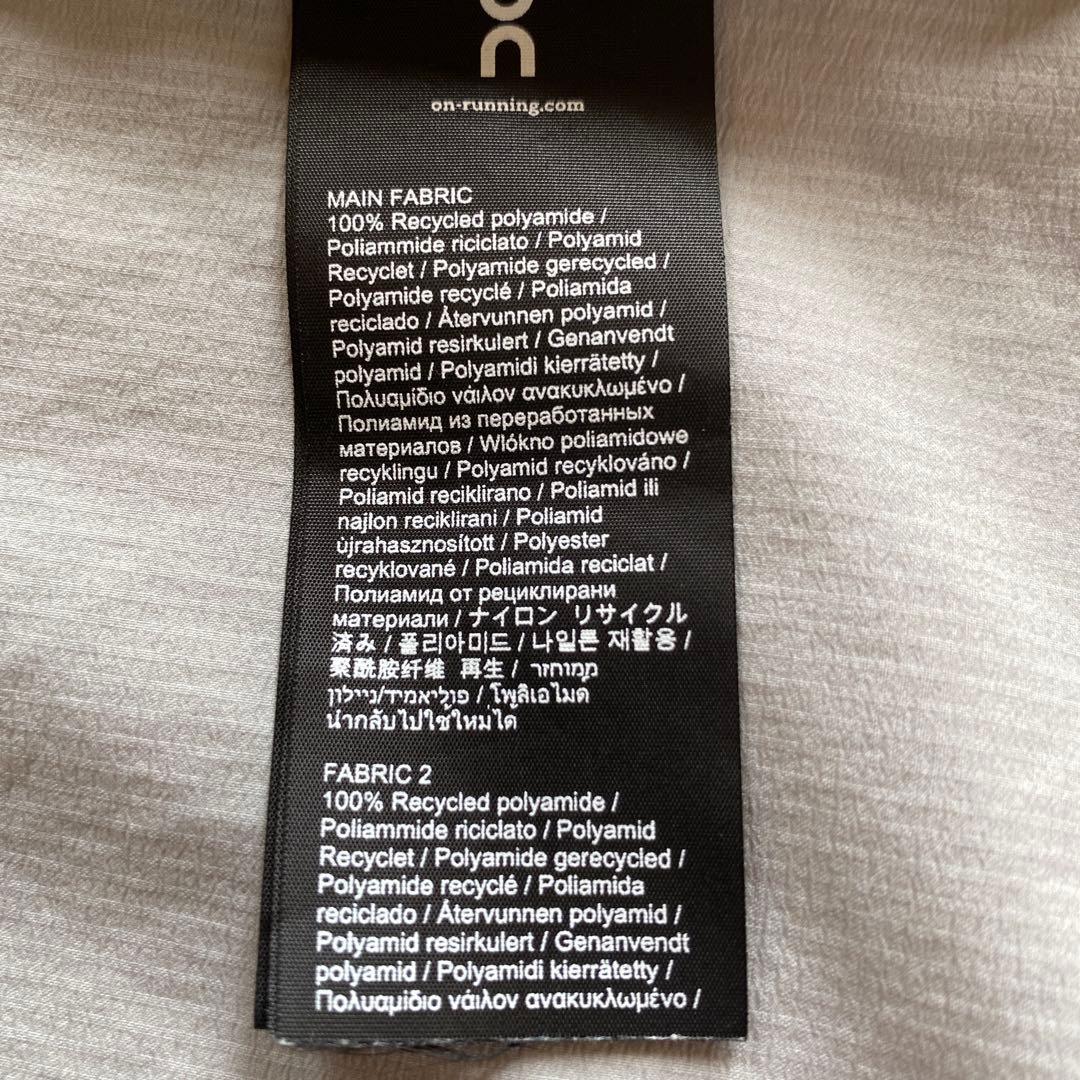 on-running.com
MAIN FABRIC
100% Recycled polyamide /
Poliammide riciclato / Polyamid
Recyclet / Polyamide gerecycled /
Polyamide recyclé / Poliamida
reciclado / Återvunnen polyamid /
Polyamid resirkulert / Genanvendt
polyamid / Polyamidi kierrätetty /
Πολυαμίδιο νάιλον ανακυκλωμένο /
Полиамид из переработанных
материалов / Wlókno poliamidowe
recyklingu / Polyamid recyklováno /
Poliamid reciklirano / Poliamid ili
najlon reciklirani / Poliamid
újrahasznosított / Polyester
recyklované / Poliamida reciclat /
Полиамид от рециклирани
материали / ナイロン リサイクル
済み / 폴리아미드 / 나일론 재활용 /
聚酰胺纤维 再生 / ממוחזר
פוליאמיד/ניילון / โพลิเอไมด์
นำกลับไปใช้ใหม่ได้
FABRIC 2
100% Recycled polyamide /
Poliammide riciclato / Polyamid
Recyclet / Polyamide gerecycled /
Polyamide recyclé / Poliamida
reciclado / Återvunnen polyamid /
Polyamid resirkulert / Genanvendt
polyamid / Polyamidi kierrätetty /
Πολυαμίδιο νάιλον ανακυκλωμένο /